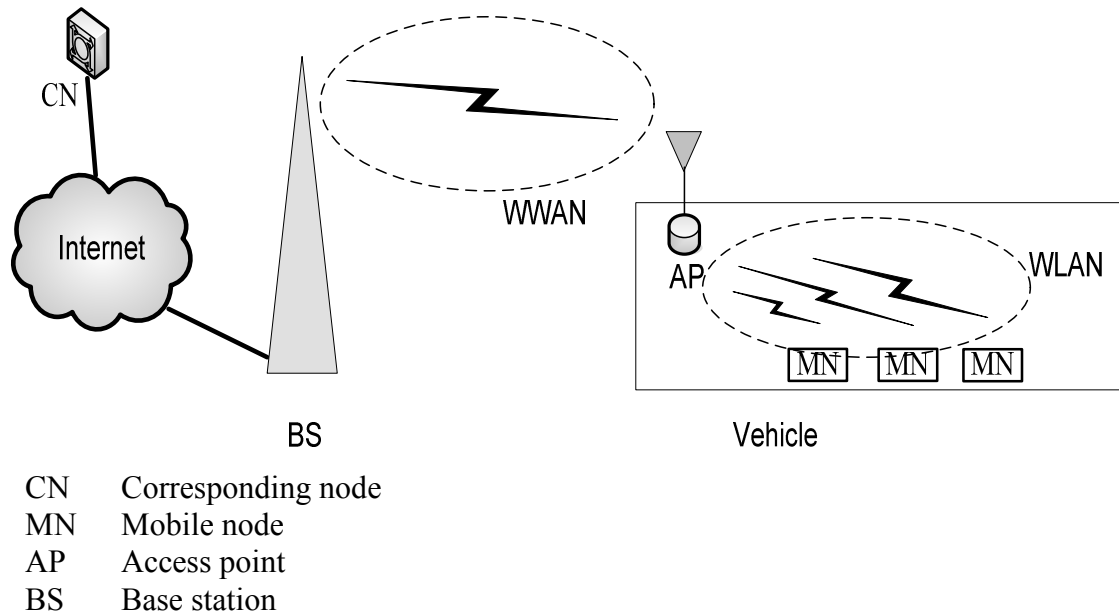 CN
Internet
WWAN
AP
WLAN
MN MN MN
BS
Vehicle
CN Corresponding node
MN Mobile node
AP Access point
BS Base station